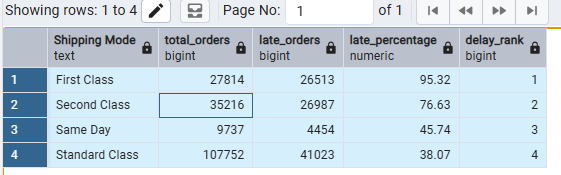 Showing rows: 1 to 4 Page No: 1 of 1
Shipping Mode total_orders late_orders late_percentage delay_rank
text bigint bigint numeric bigint
1 First Class 27814 26513 95.32 1
2 Second Class 35216 26987 76.63 2
3 Same Day 9737 4454 45.74 3
4 Standard Class 107752 41023 38.07 4